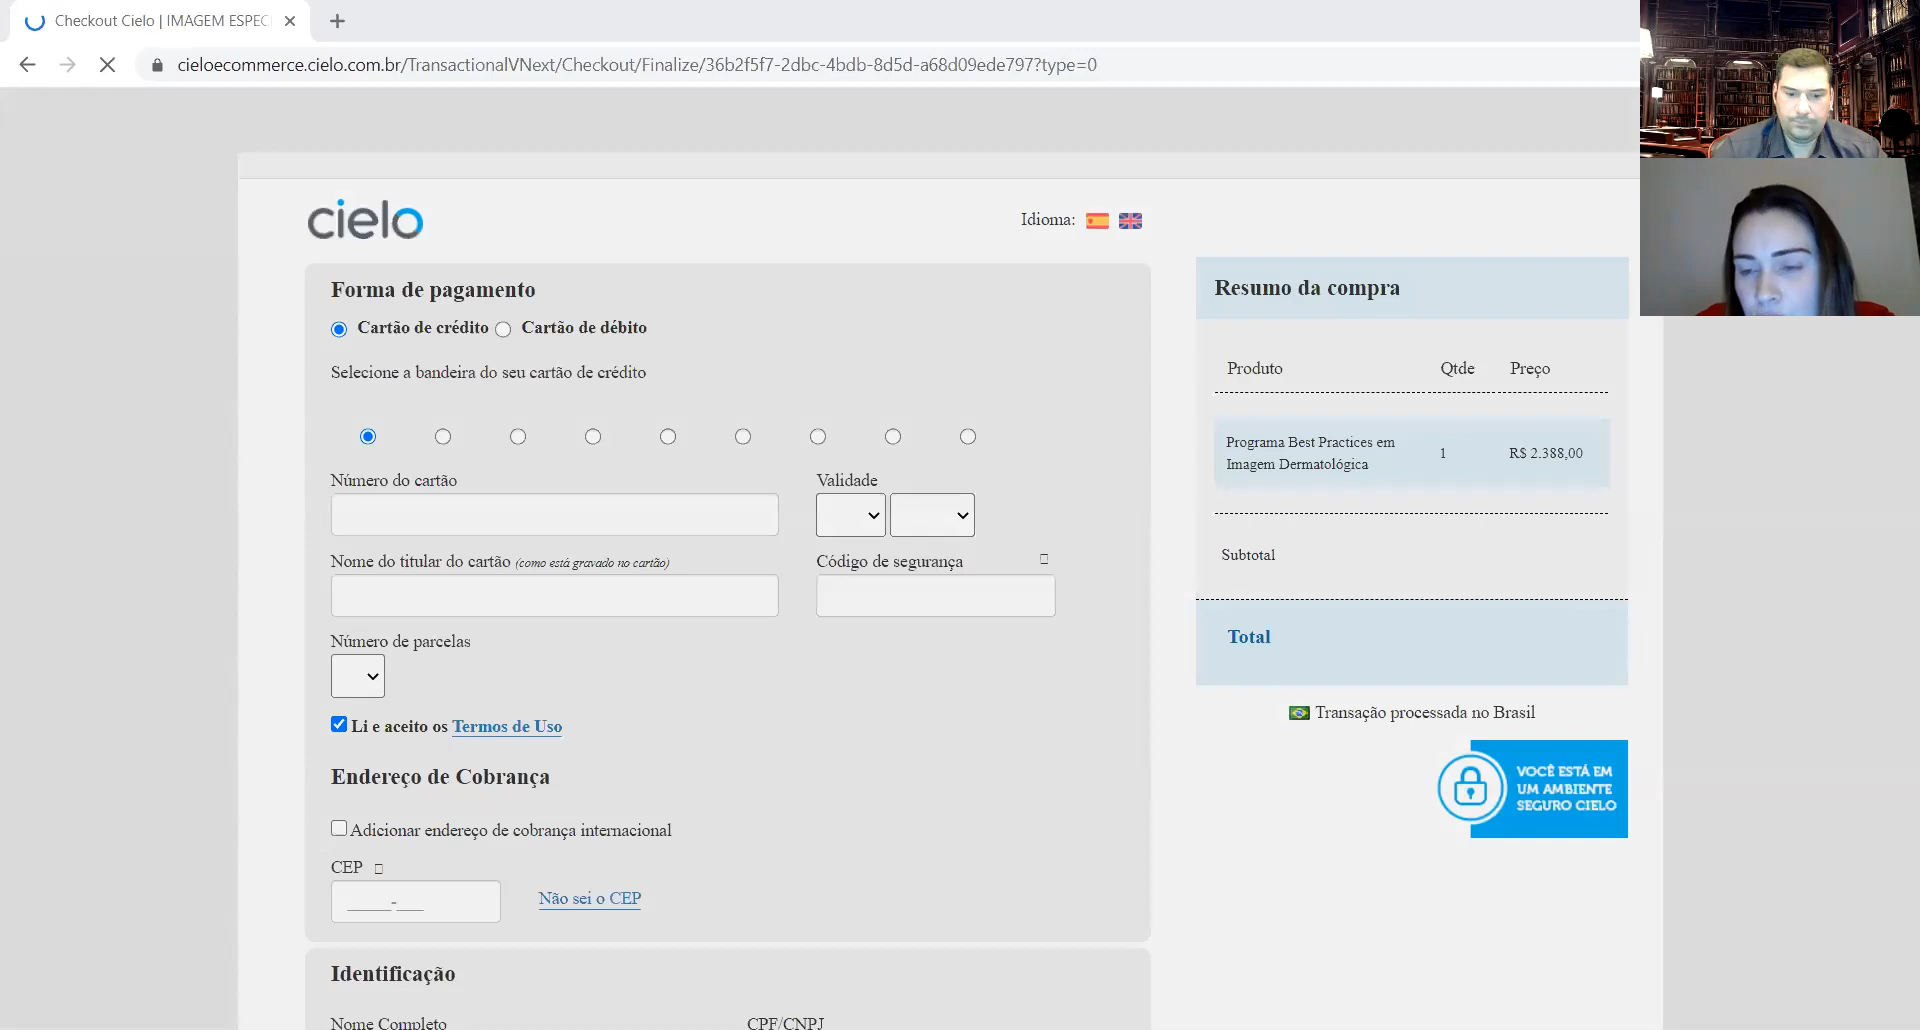 Checkout Cielo | IMAGEM ESPEC
cieloecommerce.cielo.com.br/TransactionalVNext/Checkout/Finalize/36b2f5f7-2dbc-4bdb-8d5d-a68d09ede797?type=0
cielo
Idioma:
Forma de pagamento
Cartão de crédito Cartão de débito
Selecione a bandeira do seu cartão de crédito
Número do cartão
Validade
Nome do titular do cartão (como está gravado no cartão)
Código de segurança
Número de parcelas
Li e aceito os Termos de Uso
Endereço de Cobrança
Adicionar endereço de cobrança internacional
CEP
_____-___
Não sei o CEP
Identificação
Nome Completo
CPF/CNPJ
Resumo da compra
Produto Qtde Preço
Programa Best Practices em
Imagem Dermatológica
1
R$ 2.388,00
Subtotal
Total
Transação processada no Brasil
VOCÊ ESTÁ EM
UM AMBIENTE
SEGURO CIELO